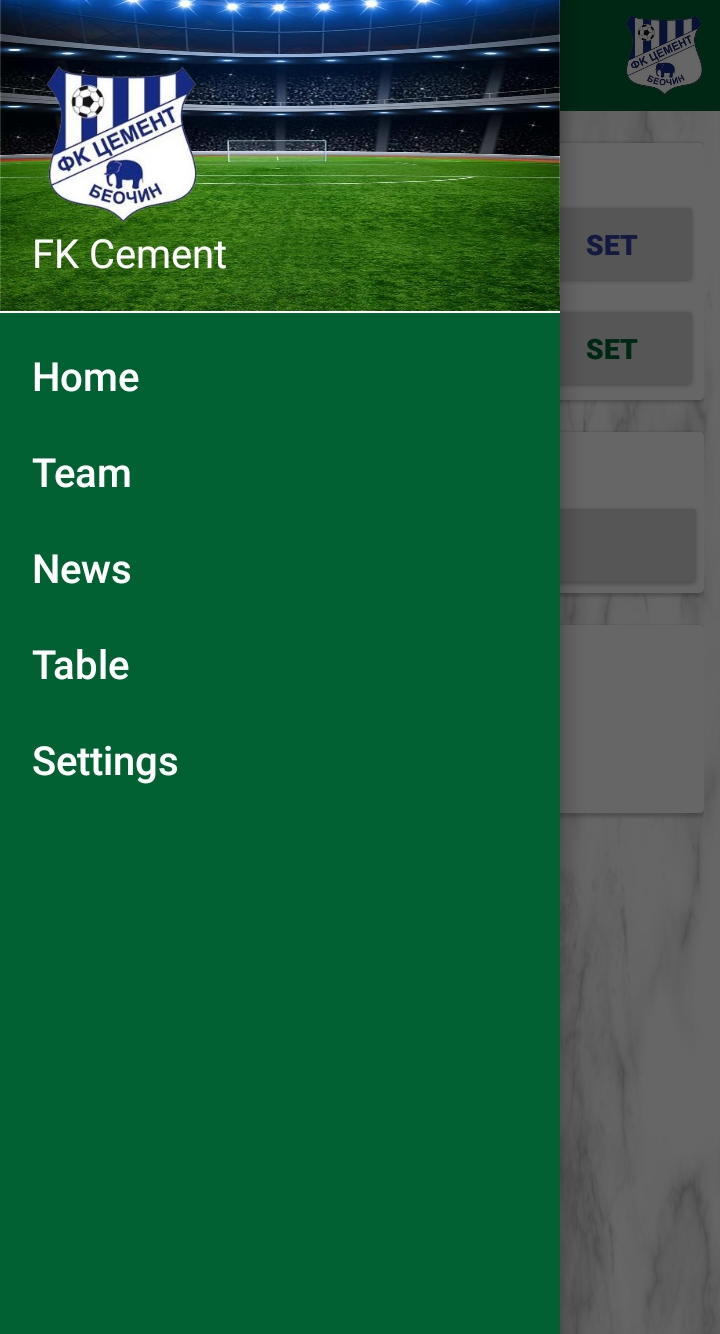 ФК ЦЕМЕНТ
БЕОЧИН
FK Cement
Home
Team
News
Table
Settings
ФК ЦЕМЕНТ
БЕОЧИН
SET
SET